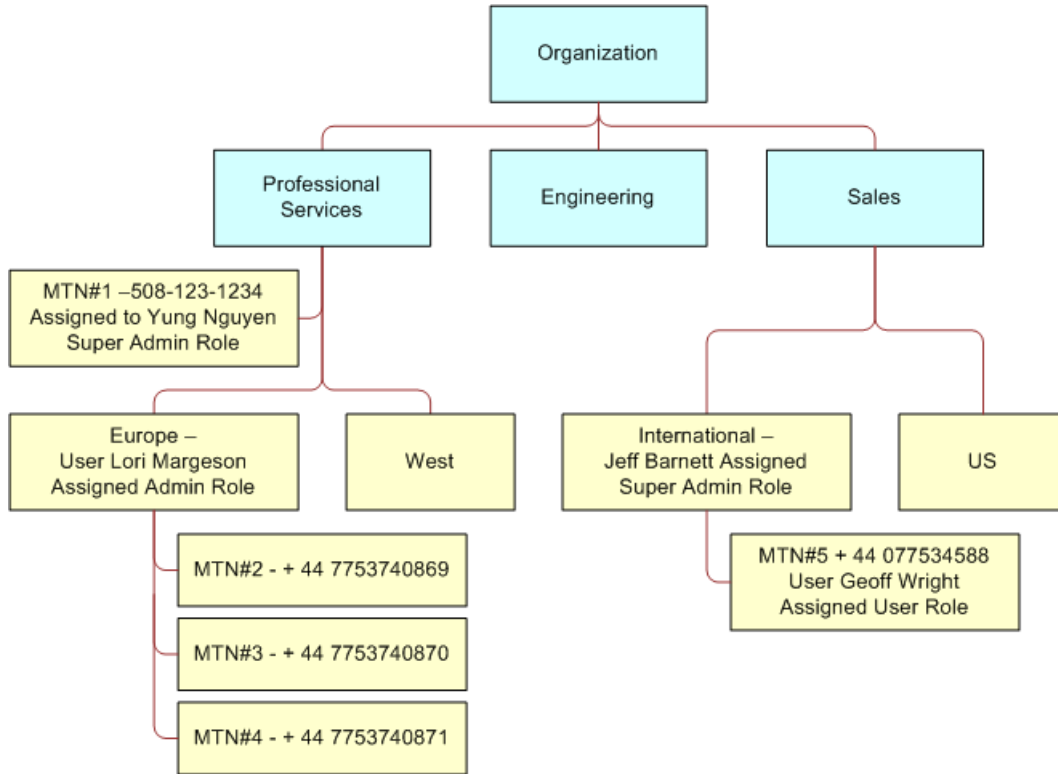 Organization
Professional
Services
Engineering
Sales
MTN#1 –508-123-1234
Assigned to Yung Nguyen
Super Admin Role
Europe –
User Lori Margeson
Assigned Admin Role
West
International –
Jeff Barnett Assigned
Super Admin Role
US
MTN#2 - + 44 7753740869
MTN#3 - + 44 7753740870
MTN#4 - + 44 7753740871
MTN#5 + 44 077534588
User Geoff Wright
Assigned User Role